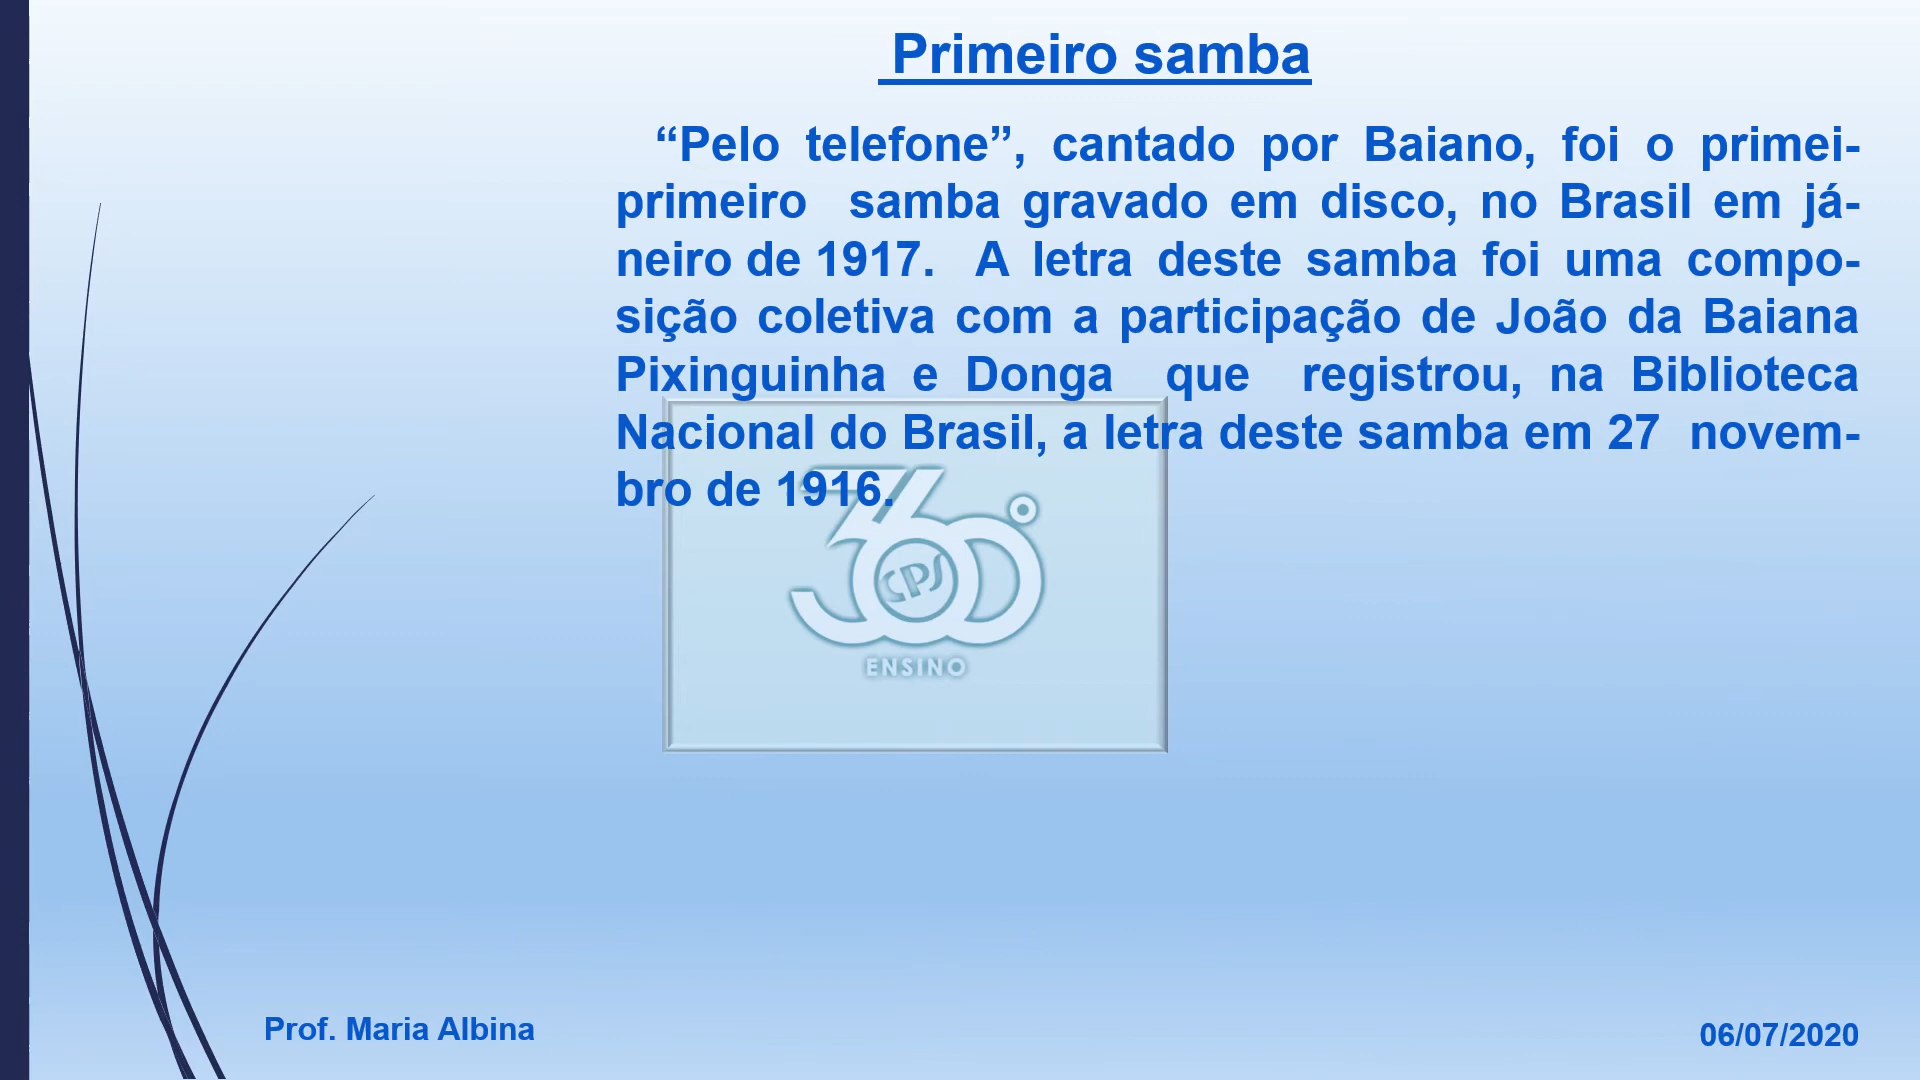 Primeiro samba
“Pelo telefone”, cantado por Baiano, foi o primei-
primeiro samba gravado em disco, no Brasil em já-
neiro de 1917. A letra deste samba foi uma compo-
sição coletiva com a participação de João da Baiana
Pixinguinha e Donga que registrou, na Biblioteca
Nacional do Brasil, a letra deste samba em 27 novem-
bro de 1916.
360°
CPS
ENSINO
Prof. Maria Albina
06/07/2020